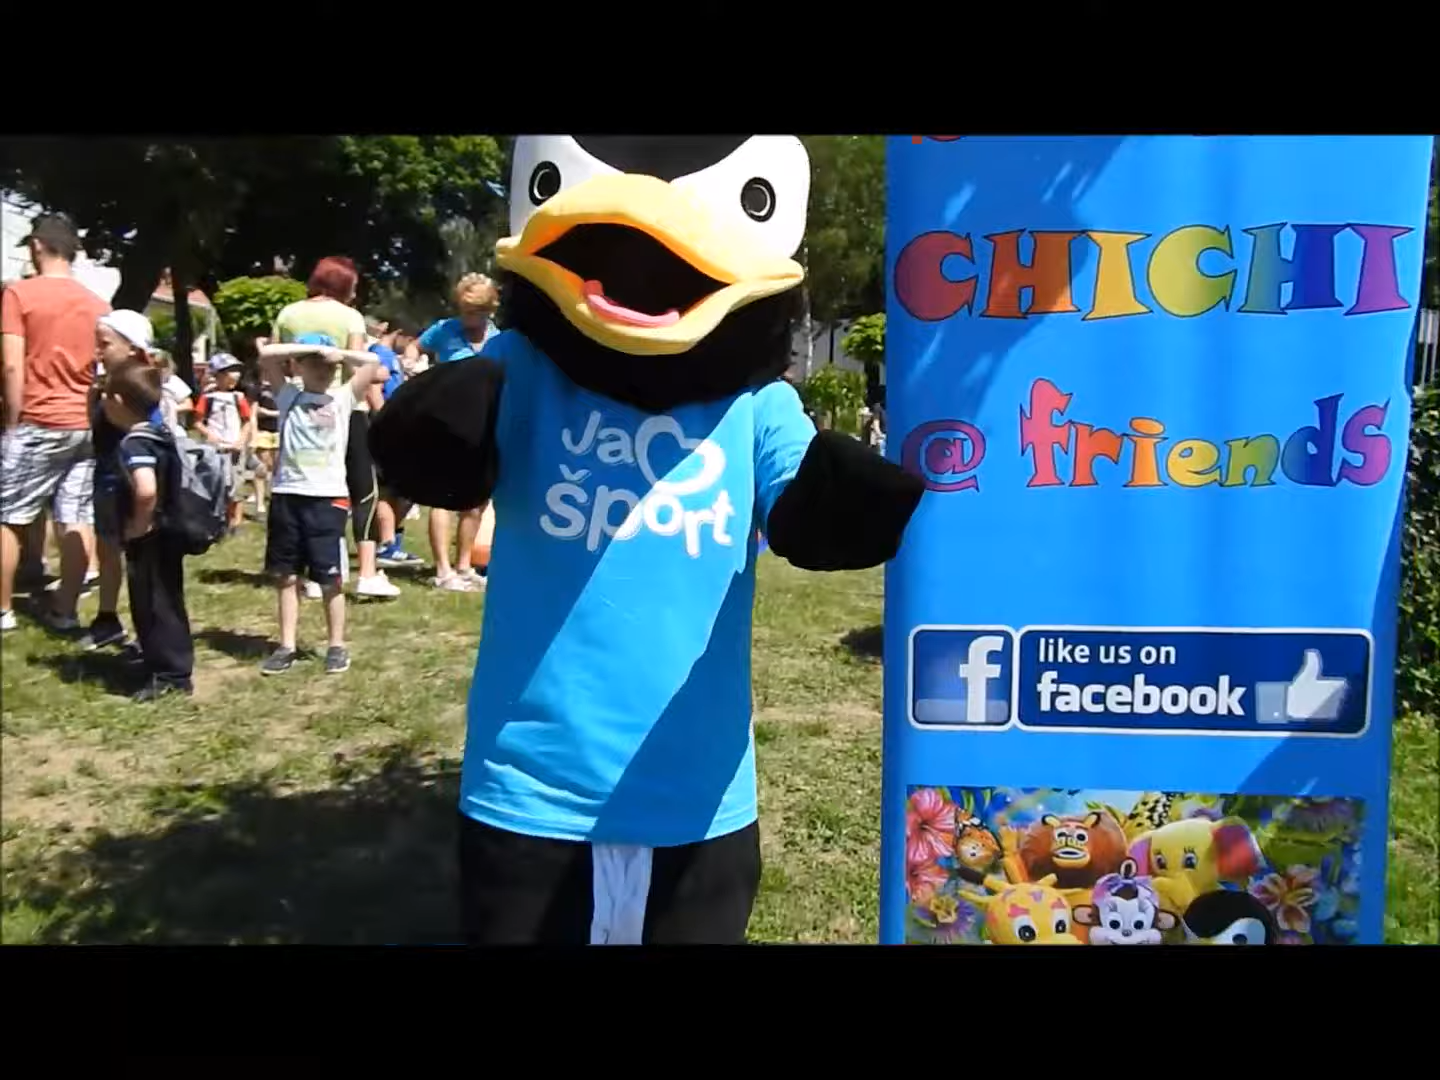 Ja
šport
CHICHI
@ friends
f
like us on
facebook